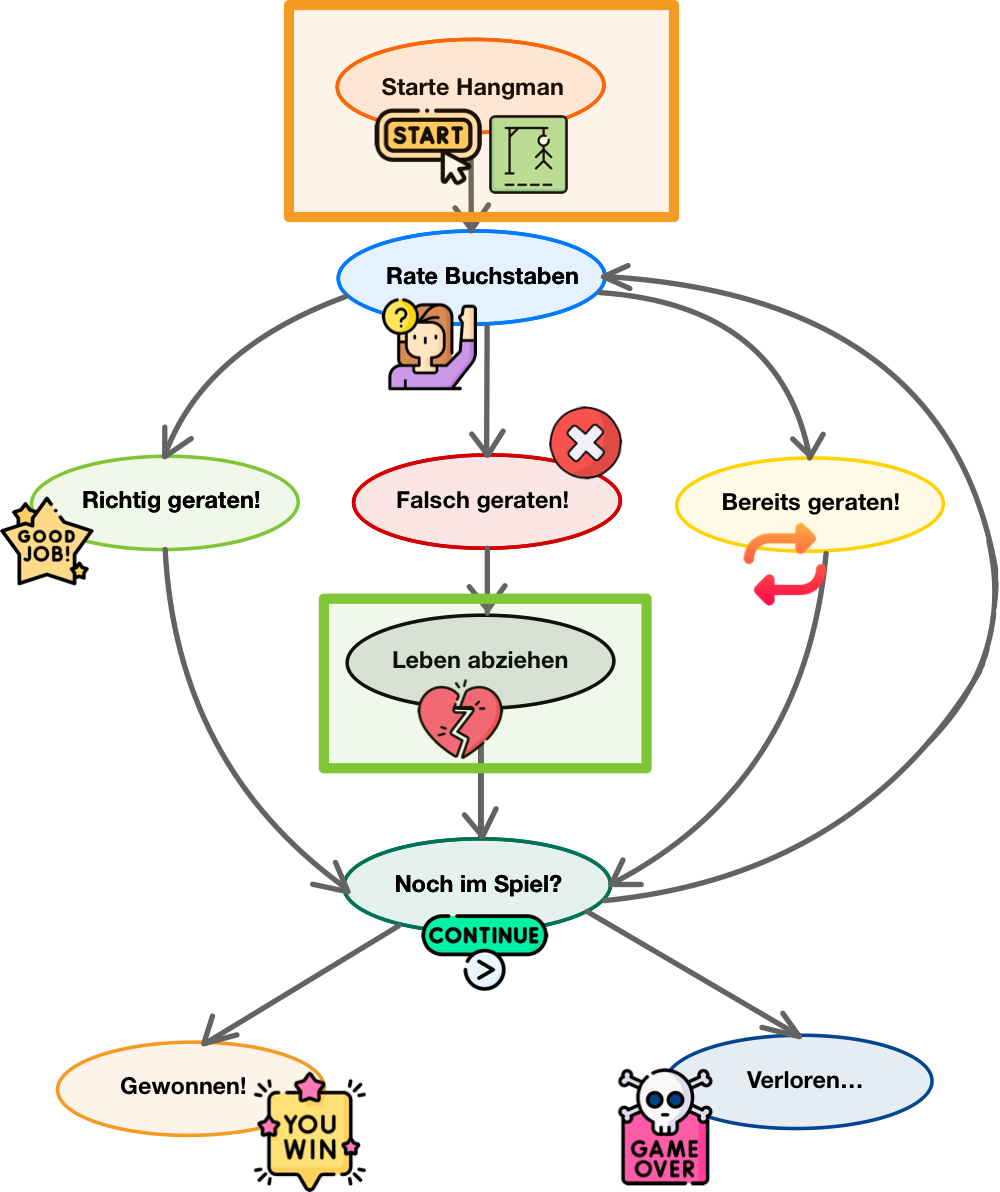 Starte Hangman
START
Rate Buchstaben
?
Richtig geraten!
Falsch geraten!
Bereits geraten!
GOOD
JOB!
Leben abziehen
Noch im Spiel?
CONTINUE
Gewonnen!
Verloren...
YOU
WIN
GAME
OVER